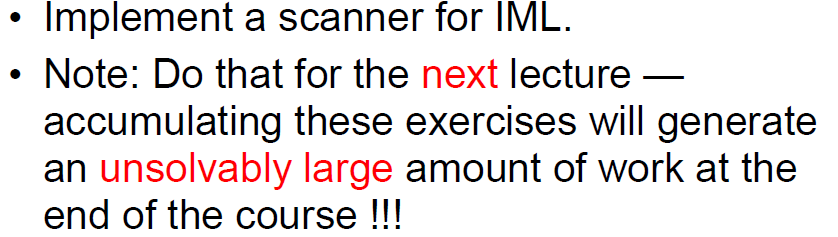 • Implement a scanner for IML.
• Note: Do that for the next lecture —
accumulating these exercises will generate
an unsolvably large amount of work at the
end of the course !!!